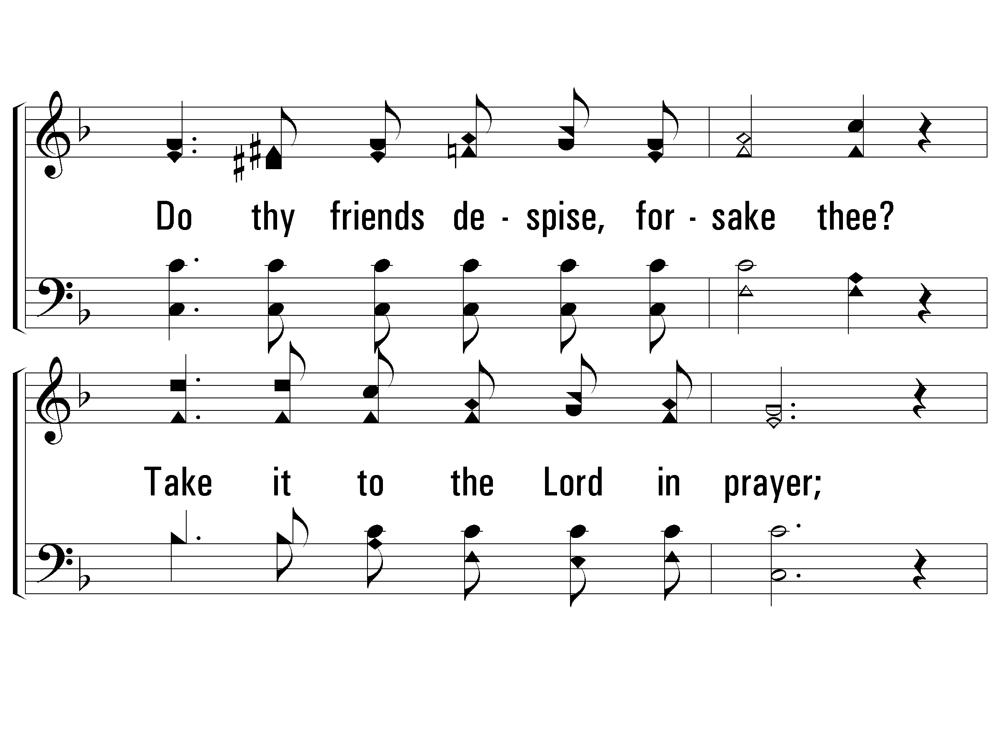 Do thy friends de - spise, for - sake thee?
Take it to the Lord in prayer;